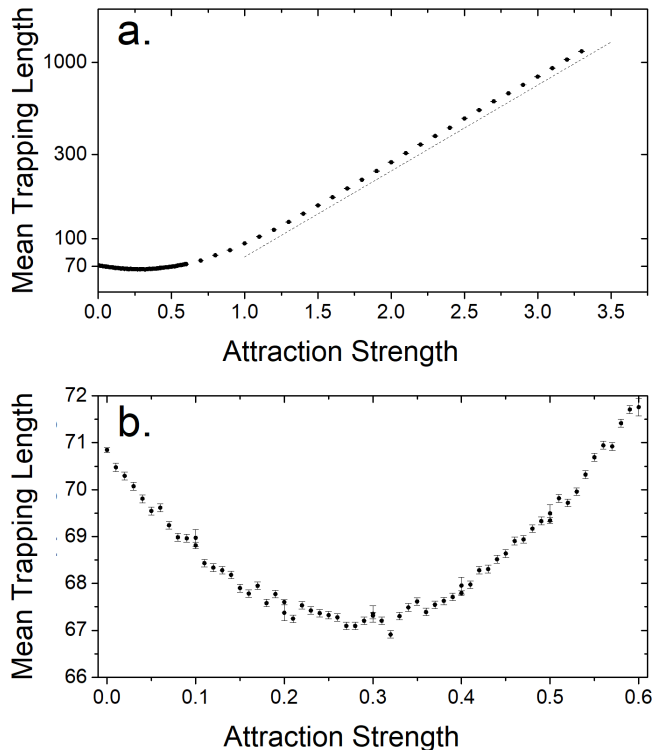 a.
Mean Trapping Length
1000
300
100
70
0.0 0.5 1.0 1.5 2.0 2.5 3.0 3.5
Attraction Strength
b.
Mean Trapping Length
72
71
70
69
68
67
66
0.0 0.1 0.2 0.3 0.4 0.5 0.6
Attraction Strength